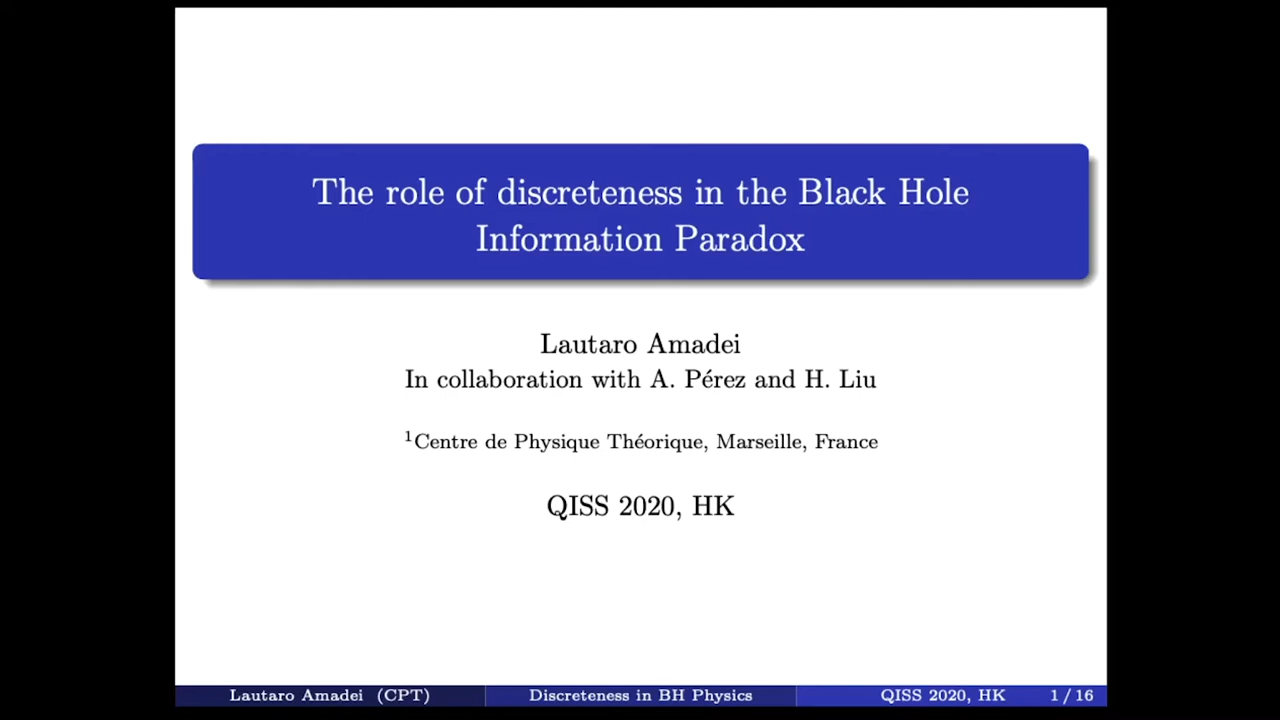 The role of discreteness in the Black Hole
Information Paradox
Lautaro Amadei
In collaboration with A. Pérez and H. Liu
¹Centre de Physique Théorique, Marseille, France
QISS 2020, HK
Lautaro Amadei (CPT) Discreteness in BH Physics QISS 2020, HK 1 / 16